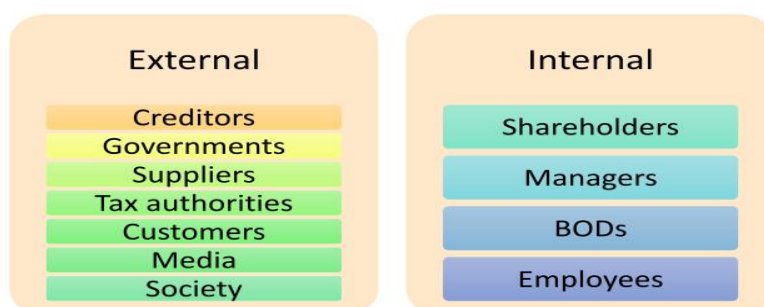 External
Creditors
Governments
Suppliers
Tax authorities
Customers
Media
Society
Internal
Shareholders
Managers
BODs
Employees